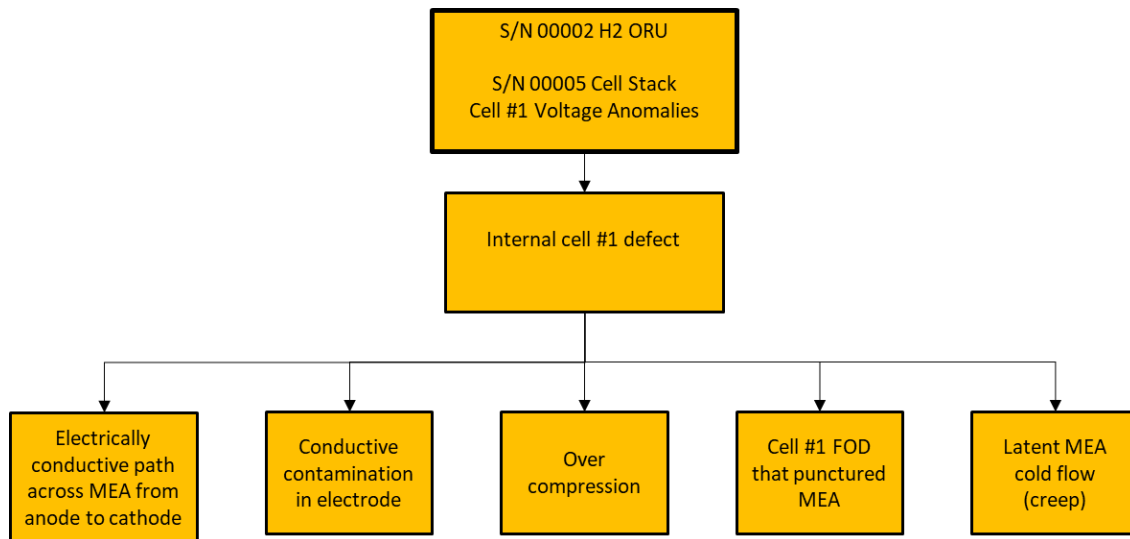 S/N 00002 H2 ORU
S/N 00005 Cell Stack
Cell #1 Voltage Anomalies
Internal cell #1 defect
Electrically
conductive path
across MEA from
anode to cathode
Conductive
contamination
in electrode
Over
compression
Cell #1 FOD
that punctured
MEA
Latent MEA
cold flow
(creep)